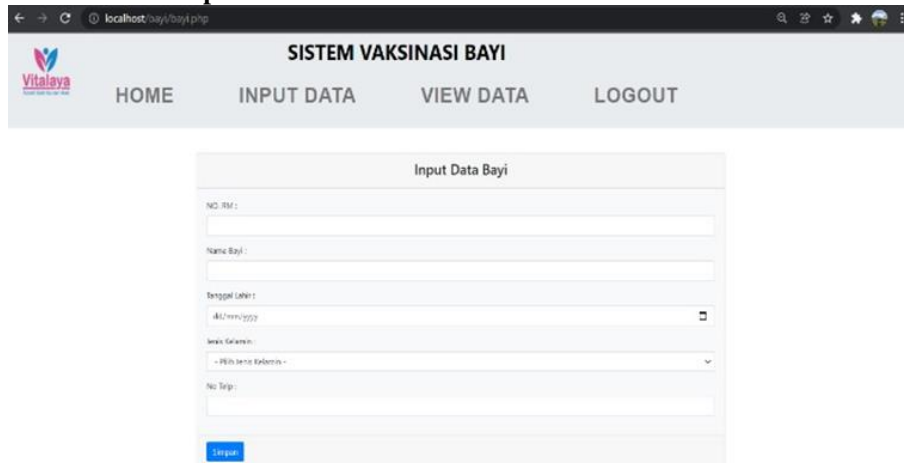 localhost/bayi/bayi.php
SISTEM VAKSINASI BAYI
Vitalaya
HOME INPUT DATA VIEW DATA LOGOUT
Input Data Bayi
NO. RM :
Nama Bayi :
Tanggal Lahir :
dd/mm/yyyy
Jenis Kelamin :
- Pilih Jenis Kelamin -
No Telp :
Simpan